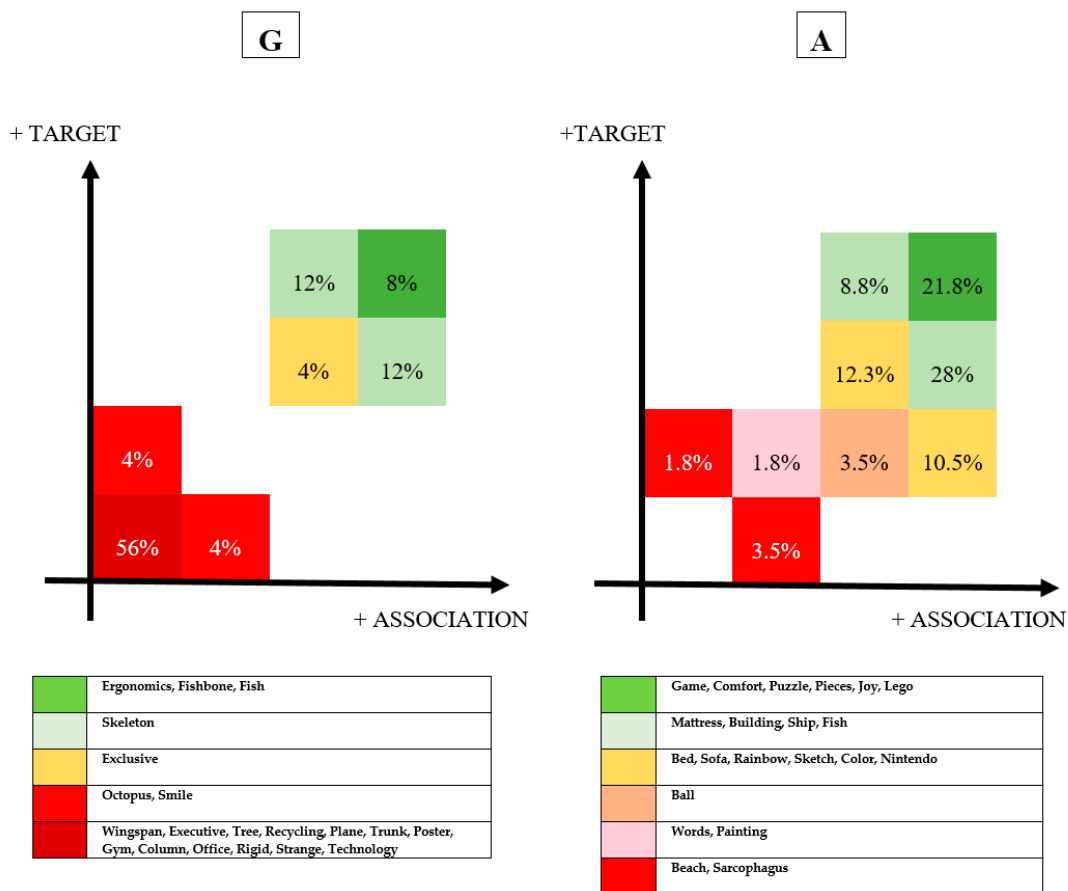 G
+ TARGET
12%
8%
4%
12%
4%
56%
4%
+ ASSOCIATION
Ergonomics, Fishbone, Fish
Skeleton
Exclusive
Octopus, Smile
Wingspan, Executive, Tree, Recycling, Plane, Trunk, Poster,
Gym, Column, Office, Rigid, Strange, Technology
A
+TARGET
8.8%
21.8%
12.3%
28%
1.8%
1.8%
3.5%
10.5%
3.5%
+ ASSOCIATION
Game, Comfort, Puzzle, Pieces, Joy, Lego
Mattress, Building, Ship, Fish
Bed, Sofa, Rainbow, Sketch, Color, Nintendo
Ball
Words, Painting
Beach, Sarcophagus